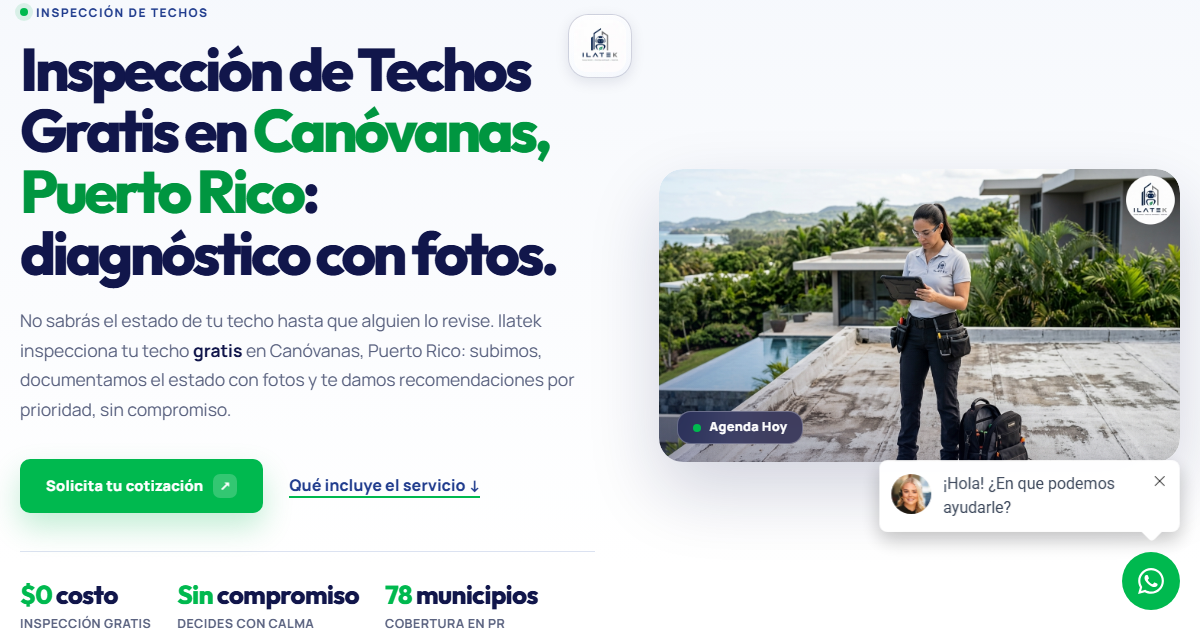 INSPECCIÓN DE TECHOS
ILATEK
Inspección de Techos
Gratis en Canóvanas,
Puerto Rico:
diagnóstico con fotos.
No sabrás el estado de tu techo hasta que alguien lo revise. Ilatek
inspecciona tu techo gratis en Canóvanas, Puerto Rico: subimos,
documentamos el estado con fotos y te damos recomendaciones por
prioridad, sin compromiso.
Solicita tu cotización ↗
Qué incluye el servicio ↓
$0 costo
INSPECCIÓN GRATIS
Sin compromiso
DECIDES CON CALMA
78 municipios
COBERTURA EN PR
ILATEK
ILATEK
Agenda Hoy
¡Hola! ¿En que podemos
ayudarle?